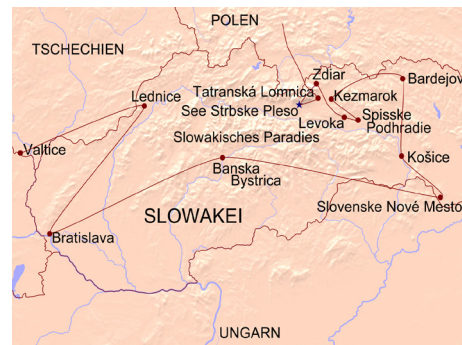 POLEN
TSCHECHIEN
Zdiar
Bardejov
Tatranská Lomnica
Lednice
Kezmarok
See Strbske Pleso
Levoka
Spisske
Podhradie
Slowakisches Paradies
Valtice
Košice
Banska
Bystrica
Slovenske Nové Mesto
SLOWAKEI
Bratislava
UNGARN